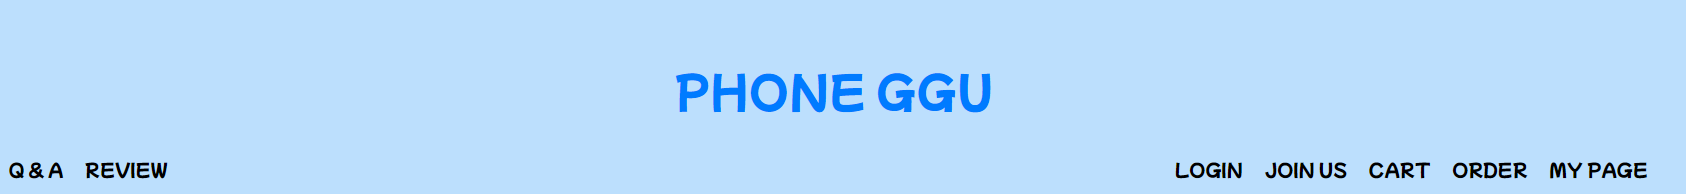 PHONE GGU
Q & A REVIEW LOGIN JOIN US CART ORDER MY PAGE